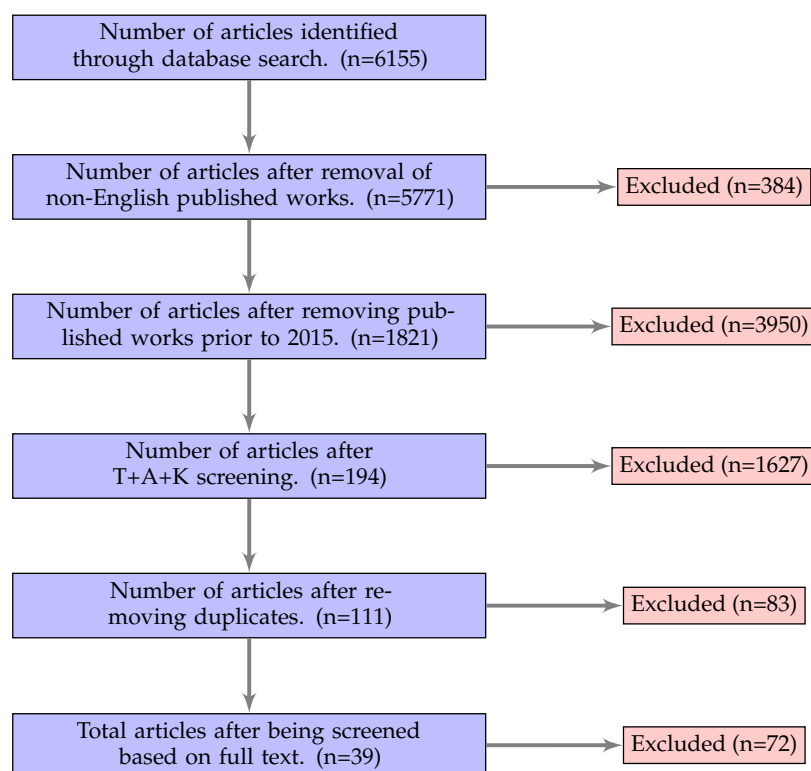 Number of articles identified
through database search. (n=6155)
Number of articles after removal of
non-English published works. (n=5771)
Excluded (n=384)
Number of articles after removing pub-
lished works prior to 2015. (n=1821)
Excluded (n=3950)
Number of articles after
T+A+K screening. (n=194)
Excluded (n=1627)
Number of articles after re-
moving duplicates. (n=111)
Excluded (n=83)
Total articles after being screened
based on full text. (n=39)
Excluded (n=72)